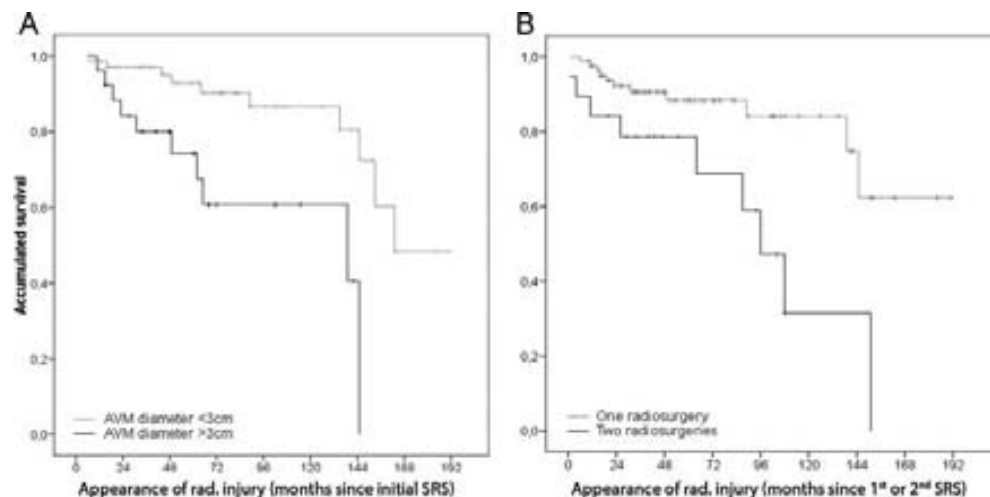 A
B
Accumulated survival
1,0
0,8
0,6
0,4
0,2
0,0
AVM diameter <3cm
AVM diameter >3cm
0 24 48 72 96 120 144 168 192
Appearance of rad. injury (months since initial SRS)
1,0
0,8
0,6
0,4
0,2
0,0
One radiosurgery
Two radiosurgeries
0 24 48 72 96 120 144 168 192
Appearance of rad. injury (months since 1st or 2nd SRS)